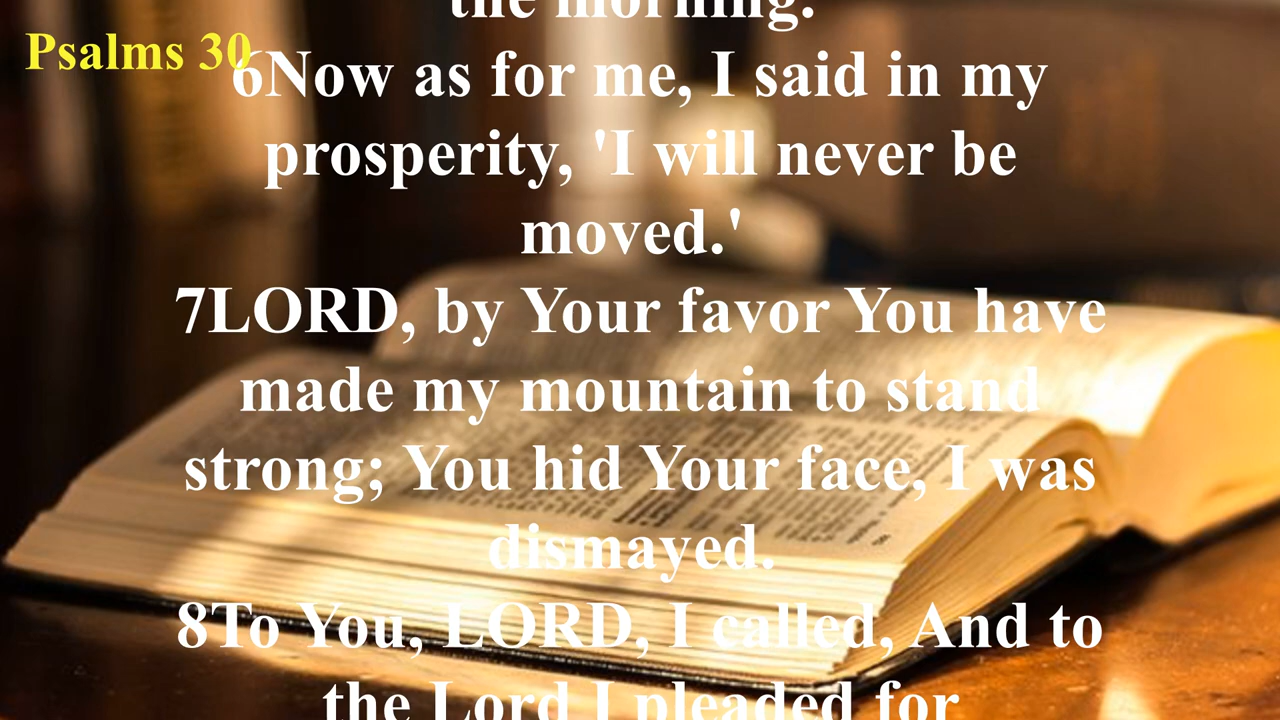 the morning.
Psalms 30
6Now as for me, I said in my
prosperity, 'I will never be
moved.'
7LORD, by Your favor You have
made my mountain to stand
strong; You hid Your face, I was
dismayed.
8To You, LORD, I called, And to
the Lord I pleaded for